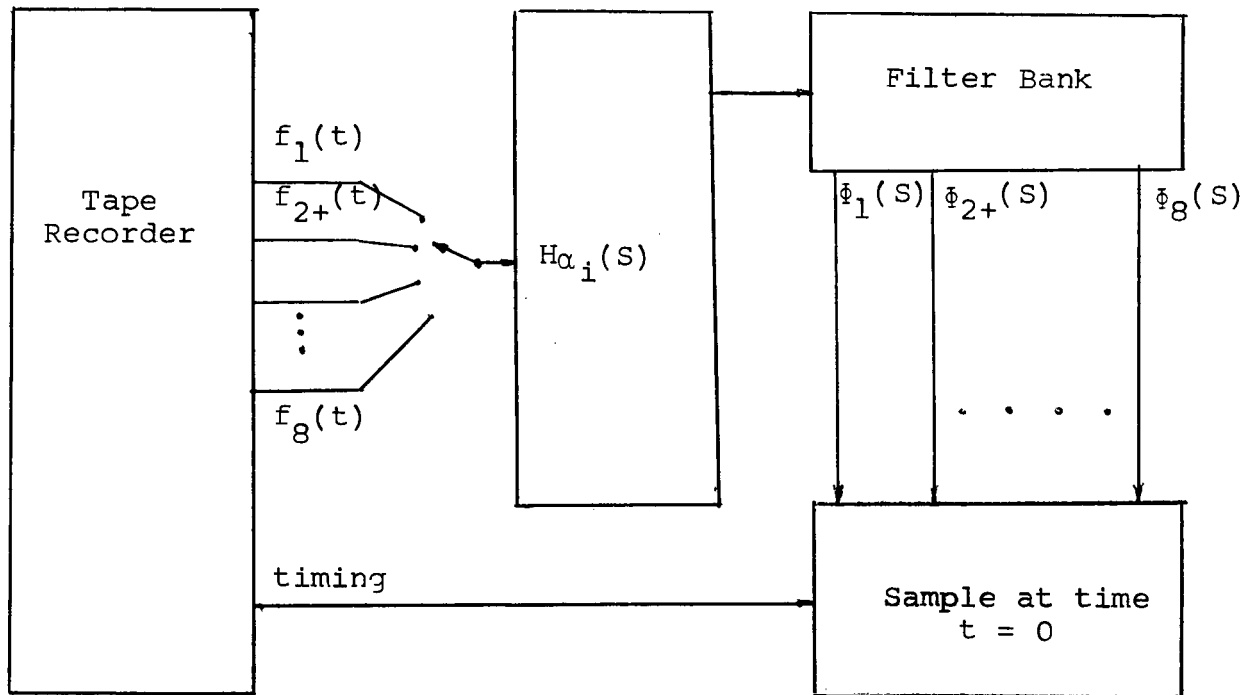 Tape
Recorder
f₁(t)
f₂₊(t)
f₈(t)
timing
Hαᵢ(S)
Filter Bank
Φ₁(S) Φ₂₊(S) Φ₈(S)
Sample at time
t = 0